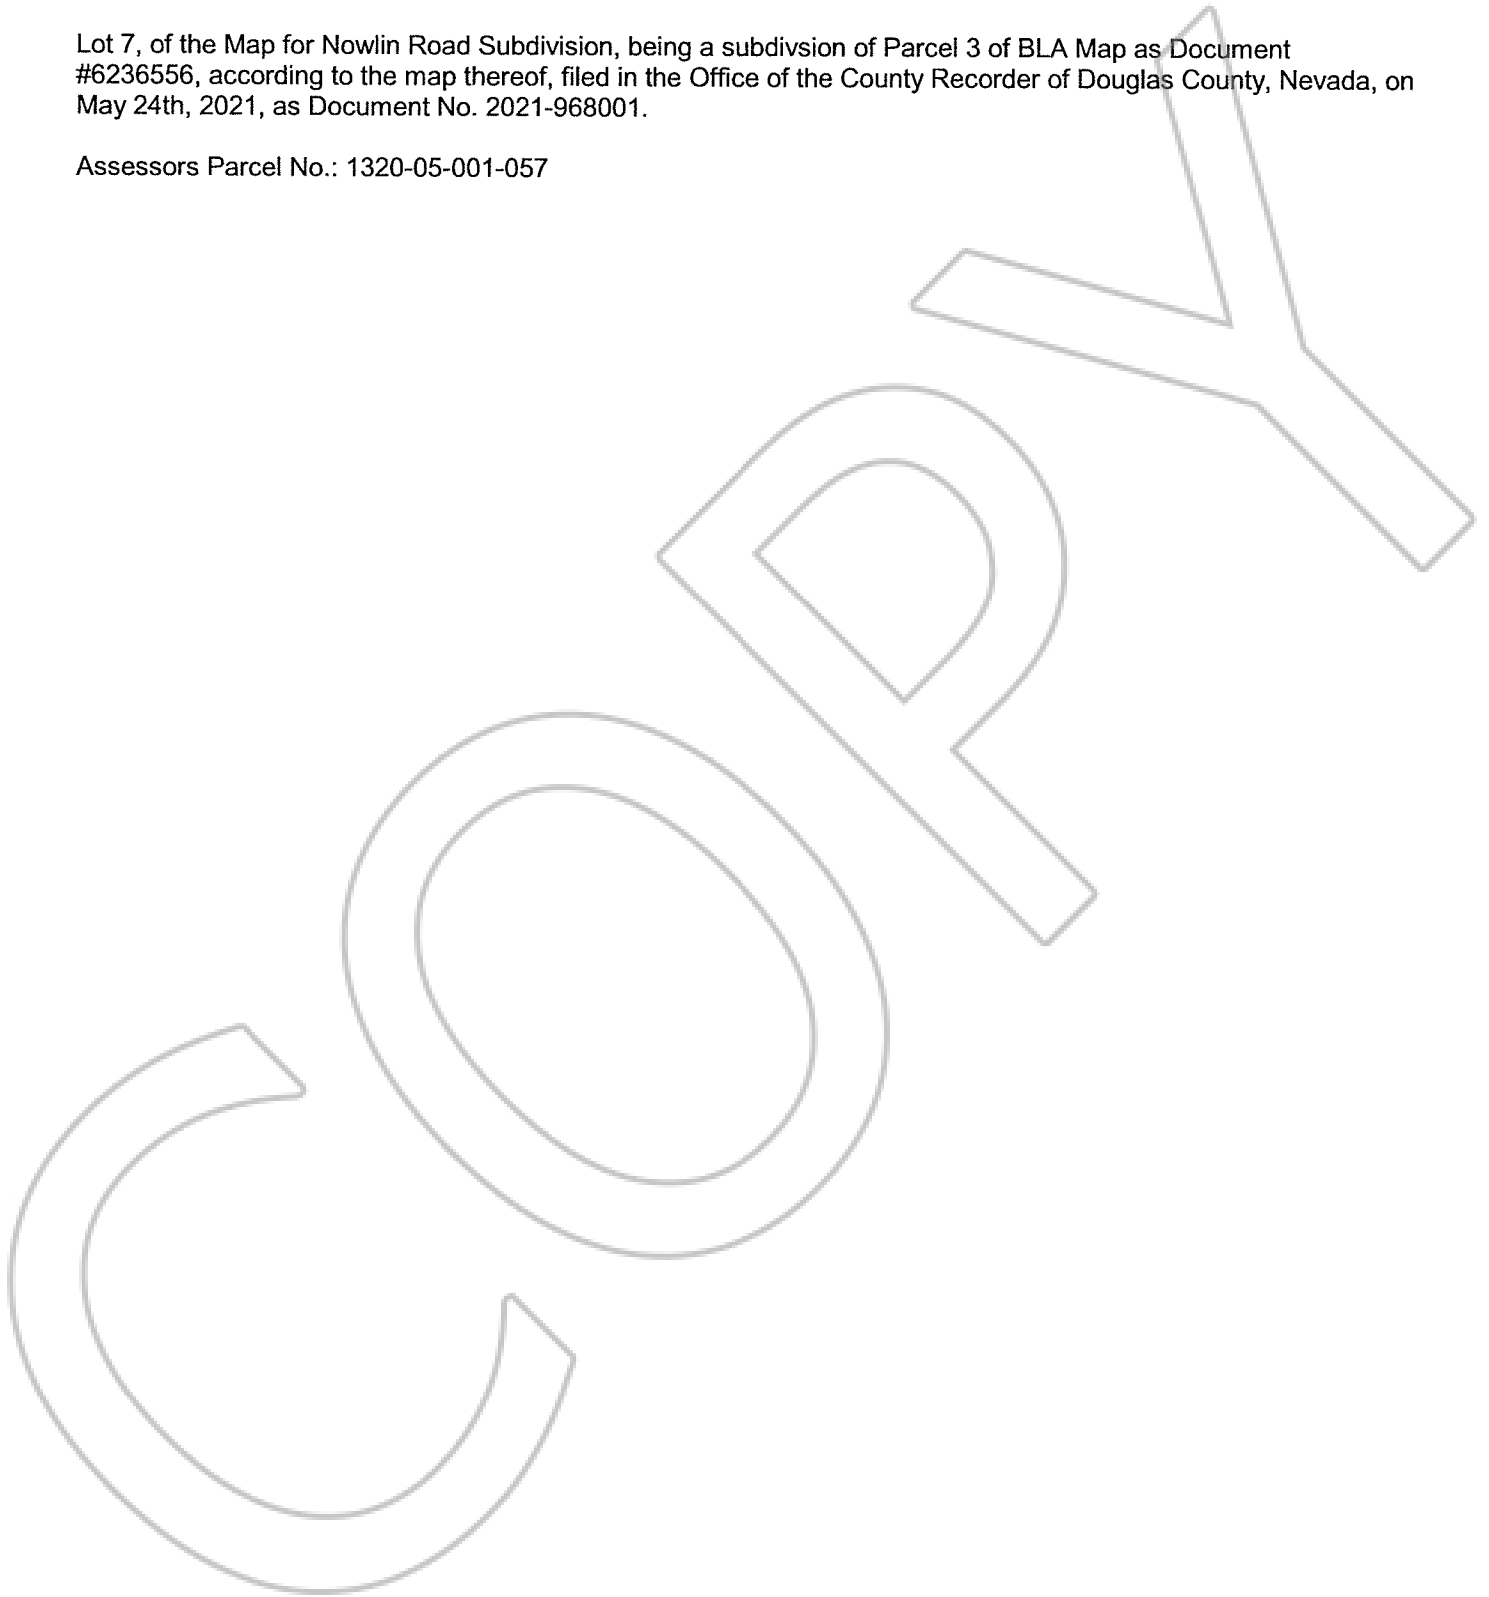 Lot 7, of the Map for Nowlin Road Subdivision, being a subdivsion of Parcel 3 of BLA Map as Document
#6236556, according to the map thereof, filed in the Office of the County Recorder of Douglas County, Nevada, on
May 24th, 2021, as Document No. 2021-968001.
Assessors Parcel No.: 1320-05-001-057
COPY